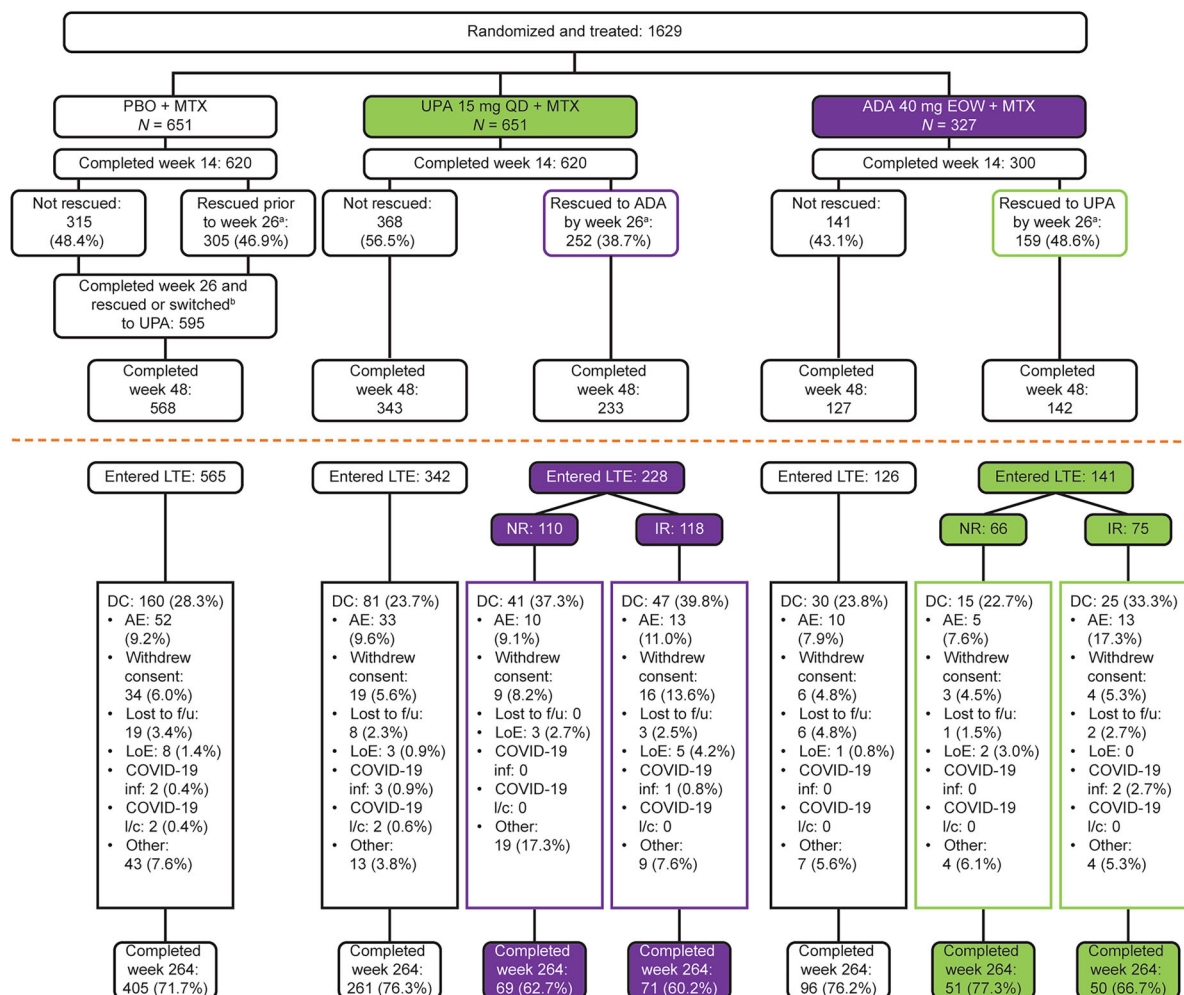 Randomized and treated: 1629
PBO + MTX
N = 651
UPA 15 mg QD + MTX
N = 651
ADA 40 mg EOW + MTX
N = 327
Completed week 14: 620
Completed week 14: 620
Completed week 14: 300
Not rescued:
315
(48.4%)
Rescued prior
to week 26ᵃ:
305 (46.9%)
Not rescued:
368
(56.5%)
Rescued to ADA
by week 26ᵃ:
252 (38.7%)
Not rescued:
141
(43.1%)
Rescued to UPA
by week 26ᵃ:
159 (48.6%)
Completed week 26 and
rescued or switchedᵇ
to UPA: 595
Completed
week 48:
568
Completed
week 48:
343
Completed
week 48:
233
Completed
week 48:
127
Completed
week 48:
142
Entered LTE: 565
Entered LTE: 342
Entered LTE: 228
Entered LTE: 126
Entered LTE: 141
NR: 110
IR: 118
NR: 66
IR: 75
DC: 160 (28.3%)
• AE: 52
(9.2%)
• Withdrew
consent:
34 (6.0%)
• Lost to f/u:
19 (3.4%)
• LoE: 8 (1.4%)
• COVID-19
inf: 2 (0.4%)
• COVID-19
l/c: 2 (0.4%)
• Other:
43 (7.6%)
DC: 81 (23.7%)
• AE: 33
(9.6%)
• Withdrew
consent:
19 (5.6%)
• Lost to f/u:
8 (2.3%)
• LoE: 3 (0.9%)
• COVID-19
inf: 3 (0.9%)
• COVID-19
l/c: 2 (0.6%)
• Other:
13 (3.8%)
DC: 41 (37.3%)
• AE: 10
(9.1%)
• Withdrew
consent:
9 (8.2%)
• Lost to f/u: 0
• LoE: 3 (2.7%)
• COVID-19
inf: 0
• COVID-19
l/c: 0
• Other:
19 (17.3%)
DC: 47 (39.8%)
• AE: 13
(11.0%)
• Withdrew
consent:
16 (13.6%)
• Lost to f/u:
3 (2.5%)
• LoE: 5 (4.2%)
• COVID-19
inf: 1 (0.8%)
• COVID-19
l/c: 0
• Other:
9 (7.6%)
DC: 30 (23.8%)
• AE: 10
(7.9%)
• Withdrew
consent:
6 (4.8%)
• Lost to f/u:
6 (4.8%)
• LoE: 1 (0.8%)
• COVID-19
inf: 0
• COVID-19
l/c: 0
• Other:
7 (5.6%)
DC: 15 (22.7%)
• AE: 5
(7.6%)
• Withdrew
consent:
3 (4.5%)
• Lost to f/u:
1 (1.5%)
• LoE: 2 (3.0%)
• COVID-19
inf: 0
• COVID-19
l/c: 0
• Other:
4 (6.1%)
DC: 25 (33.3%)
• AE: 13
(17.3%)
• Withdrew
consent:
4 (5.3%)
• Lost to f/u:
2 (2.7%)
• LoE: 0
• COVID-19
inf: 2 (2.7%)
• COVID-19
l/c: 0
• Other:
4 (5.3%)
Completed
week 264:
405 (71.7%)
Completed
week 264:
261 (76.3%)
Completed
week 264:
69 (62.7%)
Completed
week 264:
71 (60.2%)
Completed
week 264:
96 (76.2%)
Completed
week 264:
51 (77.3%)
Completed
week 264:
50 (66.7%)